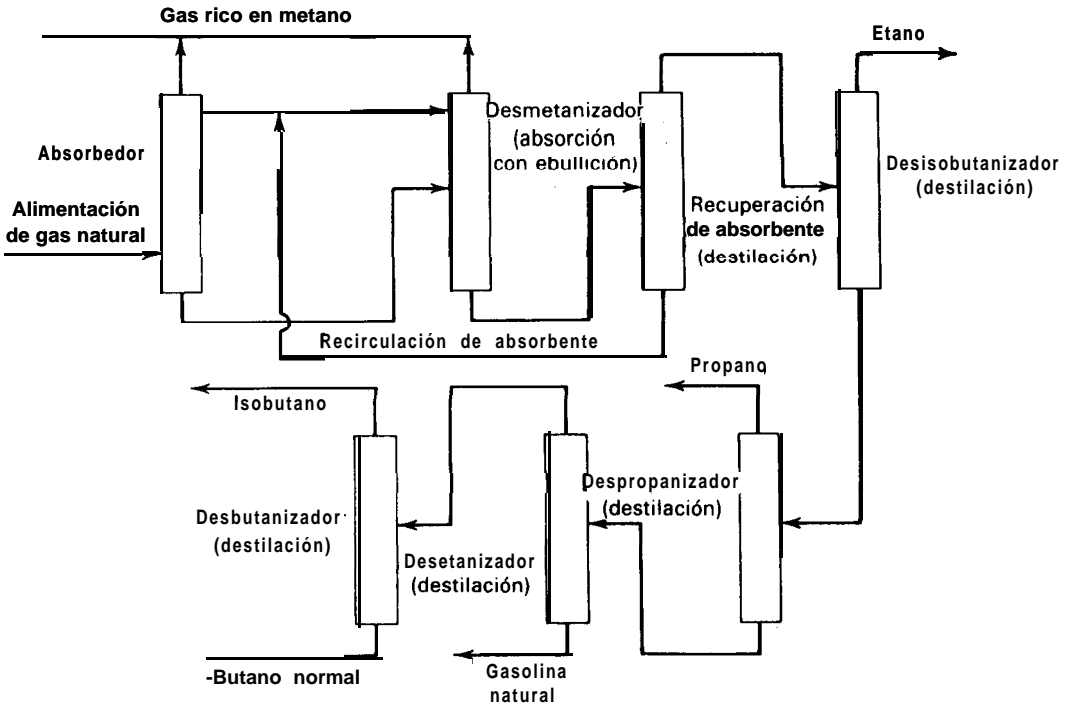 Gas rico en metano
Etano
Desmetanizador
(absorción
con ebullición)
Absorbedor
Desisobutanizador
(destilación)
Alimentación
de gas natural
Recuperación
de absorbente
(destilación)
Recirculación de absorbente
Propano
Isobutano
Despropanizador
(destilación)
Desbutanizador
(destilación)
Desetanizador
(destilación)
-Butano normal
Gasolina
natural